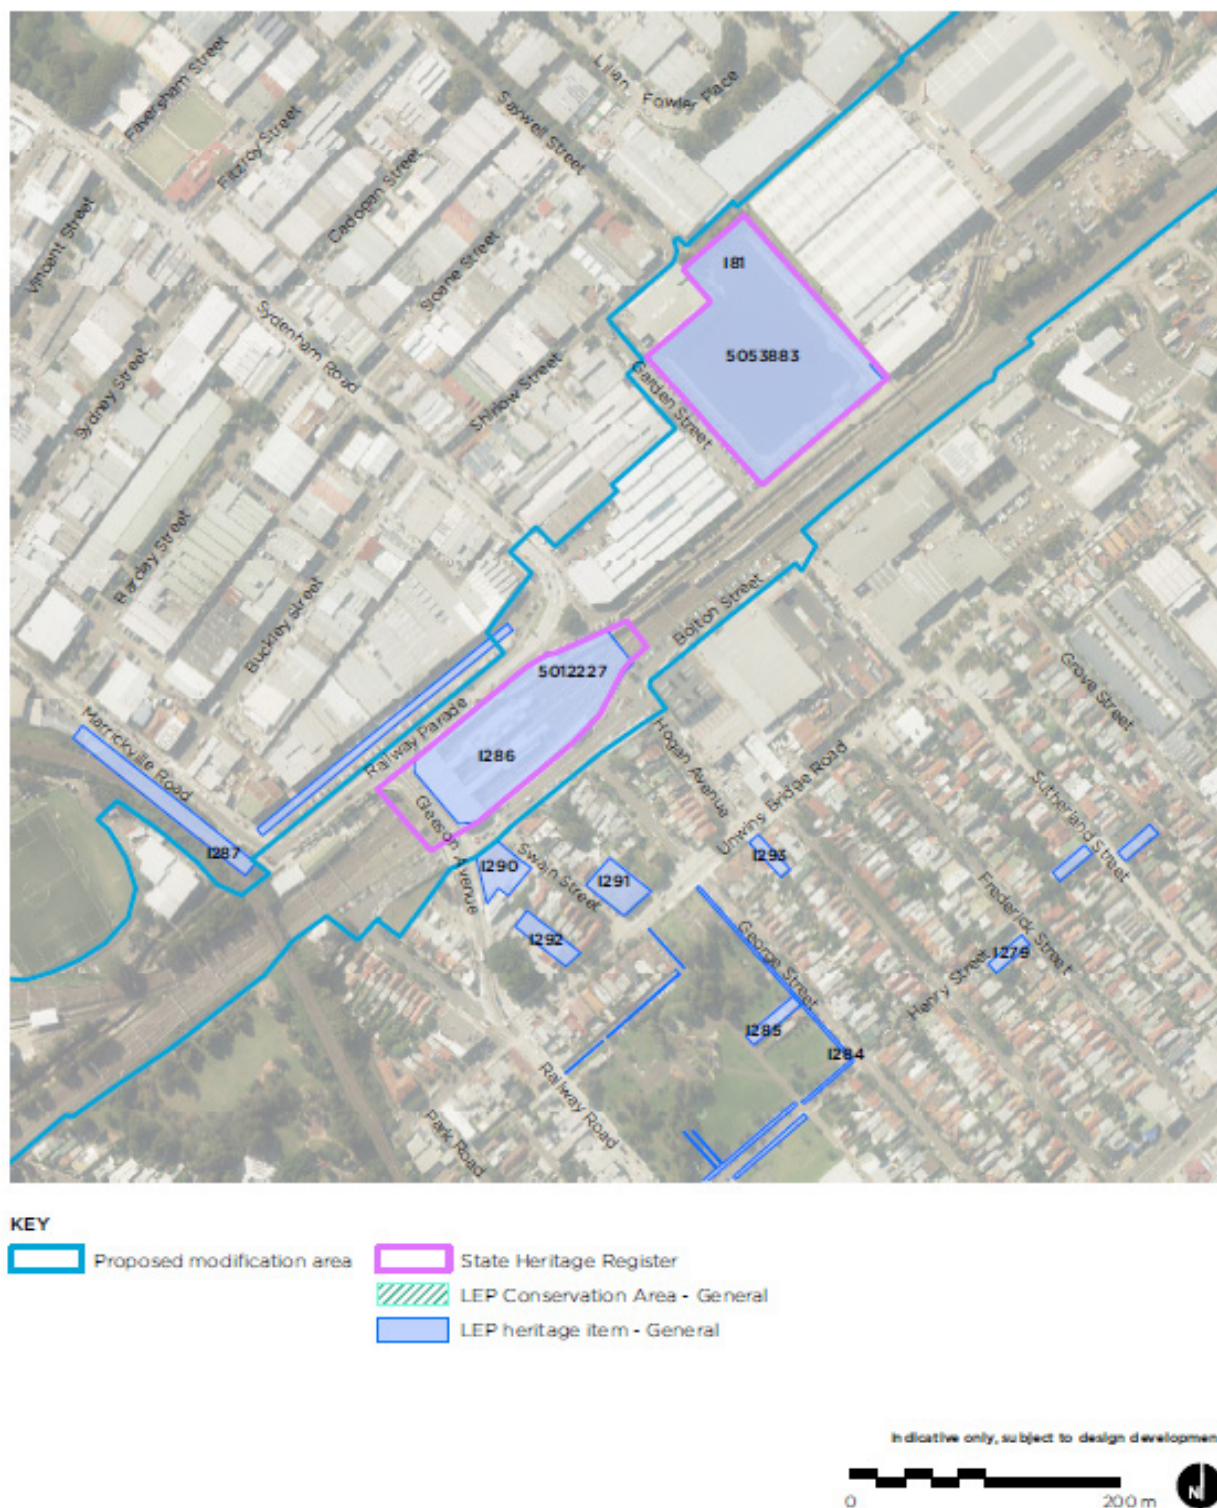 Faversham Street
Fitzroy Street
Lilian Fowler Place
Saxwell Street
Cadogan Street
Vincent Street
Sloane Street
I81
Sydenham Road
5053883
Sydney Street
Shirlow Street
Garden Street
Barclay Street
Buckley Street
Bolton Street
5012227
Grove Street
Railway Parade
Marrickville Road
I286
Hogan Avenue
Unwins Bridge Road
Sutherland Street
Gleeson Avenue
I287
I290
Swain Street
I291
I293
Frederick Street
I292
George Street
Henry Street
I279
I285
I284
Railway Road
Park Road
KEY
Proposed modification area
State Heritage Register
LEP Conservation Area - General
LEP heritage item - General
Indicative only, subject to design developmen
0 200 m
N